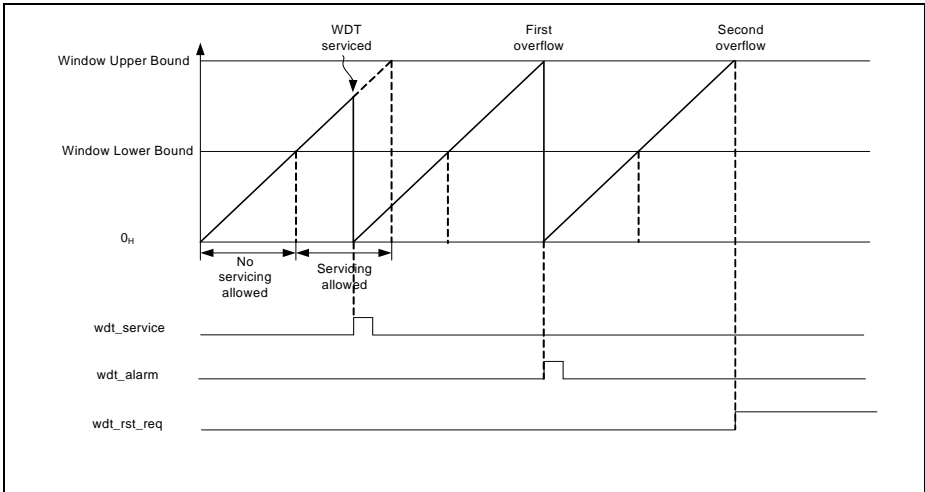 WDT
serviced
First
overflow
Second
overflow
Window Upper Bound
Window Lower Bound
0H
No
servicing
allowed
Servicing
allowed
wdt_service
wdt_alarm
wdt_rst_req